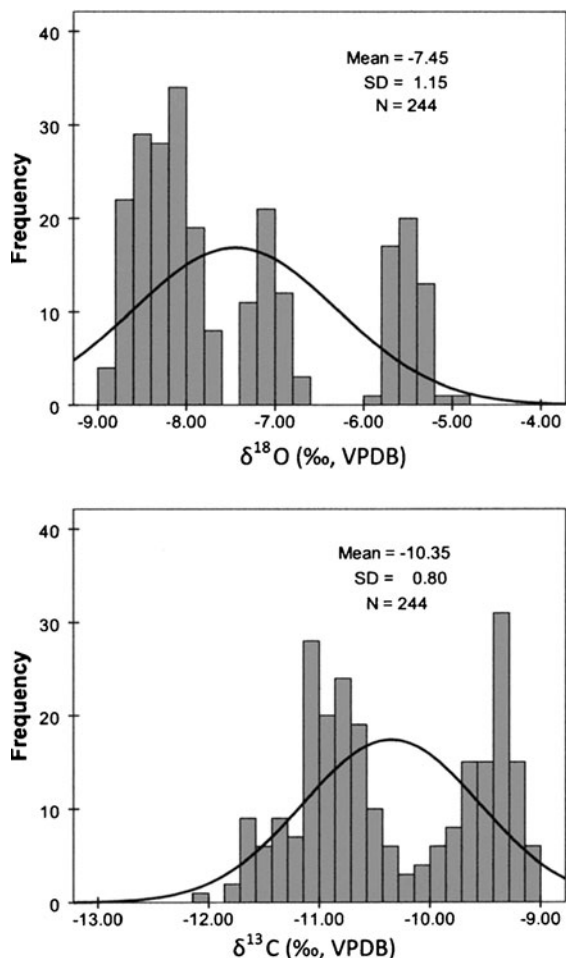 40
Mean = -7.45
SD = 1.15
N = 244
30
Frequency
20
10
0
-9.00 -8.00 -7.00 -6.00 -5.00 -4.00
δ¹⁸O (‰, VPDB)
40
Mean = -10.35
SD = 0.80
N = 244
30
Frequency
20
10
0
-13.00 -12.00 -11.00 -10.00 -9.00
δ¹³C (‰, VPDB)